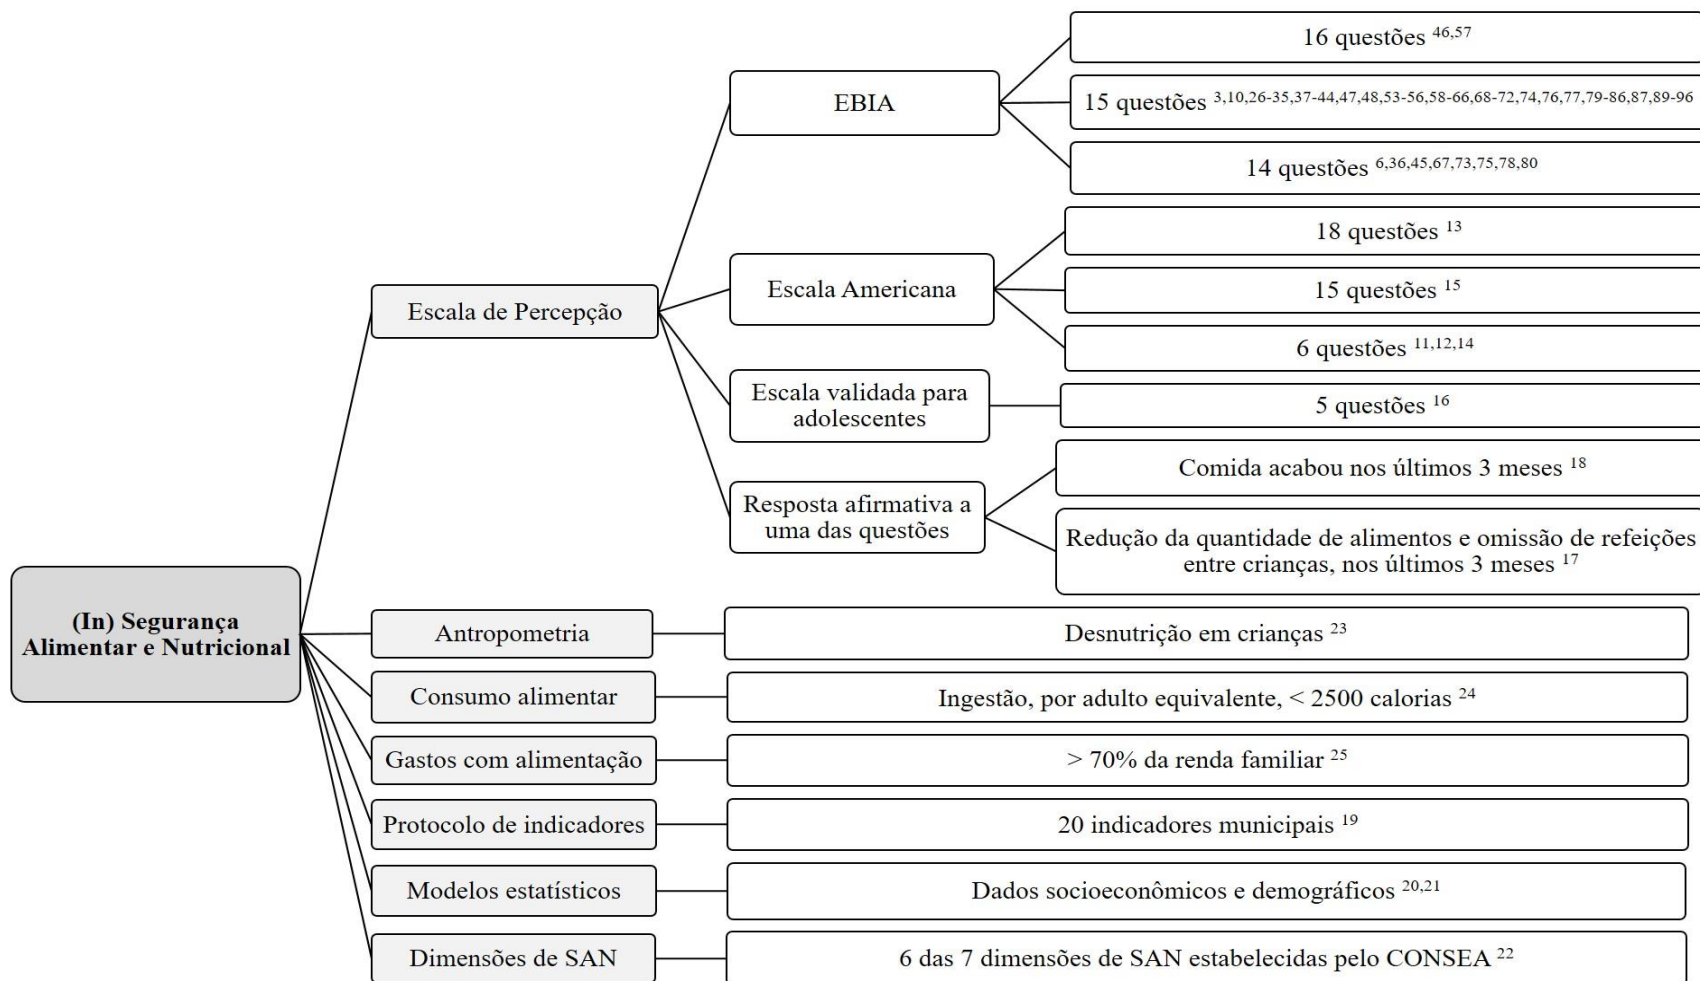 (In) Segurança
Alimentar e Nutricional
Escala de Percepção
EBIA
16 questões 46,57
15 questões 3,10,26-35,37-44,47,48,53-56,58-66,68-72,74,76,77,79-86,87,89-96
14 questões 6,36,45,67,73,75,78,80
Escala Americana
18 questões 13
15 questões 15
6 questões 11,12,14
Escala validada para
adolescentes
5 questões 16
Resposta afirmativa a
uma das questões
Comida acabou nos últimos 3 meses 18
Redução da quantidade de alimentos e omissão de refeições
entre crianças, nos últimos 3 meses 17
Antropometria
Desnutrição em crianças 23
Consumo alimentar
Ingestão, por adulto equivalente, < 2500 calorias 24
Gastos com alimentação
> 70% da renda familiar 25
Protocolo de indicadores
20 indicadores municipais 19
Modelos estatísticos
Dados socioeconômicos e demográficos 20,21
Dimensões de SAN
6 das 7 dimensões de SAN estabelecidas pelo CONSEA 22